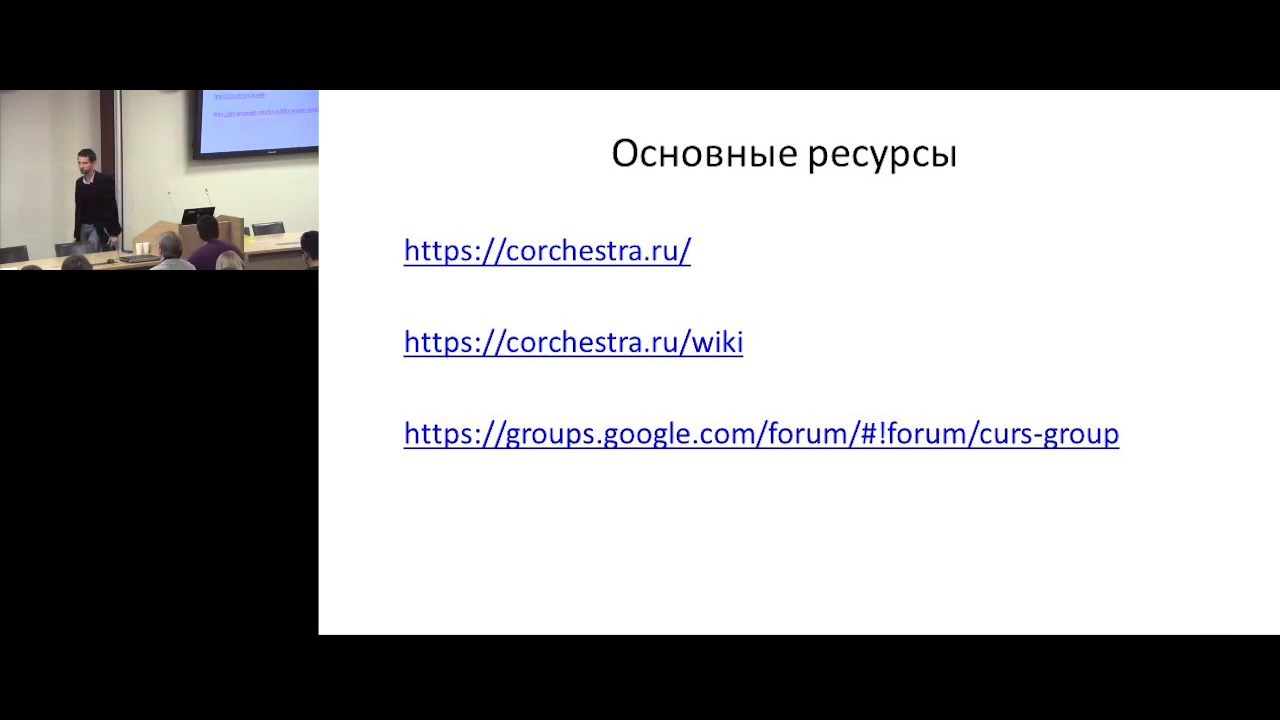 Основные ресурсы
https://corchestra.ru/
https://corchestra.ru/wiki
https://groups.google.com/forum/#!forum/curs-group